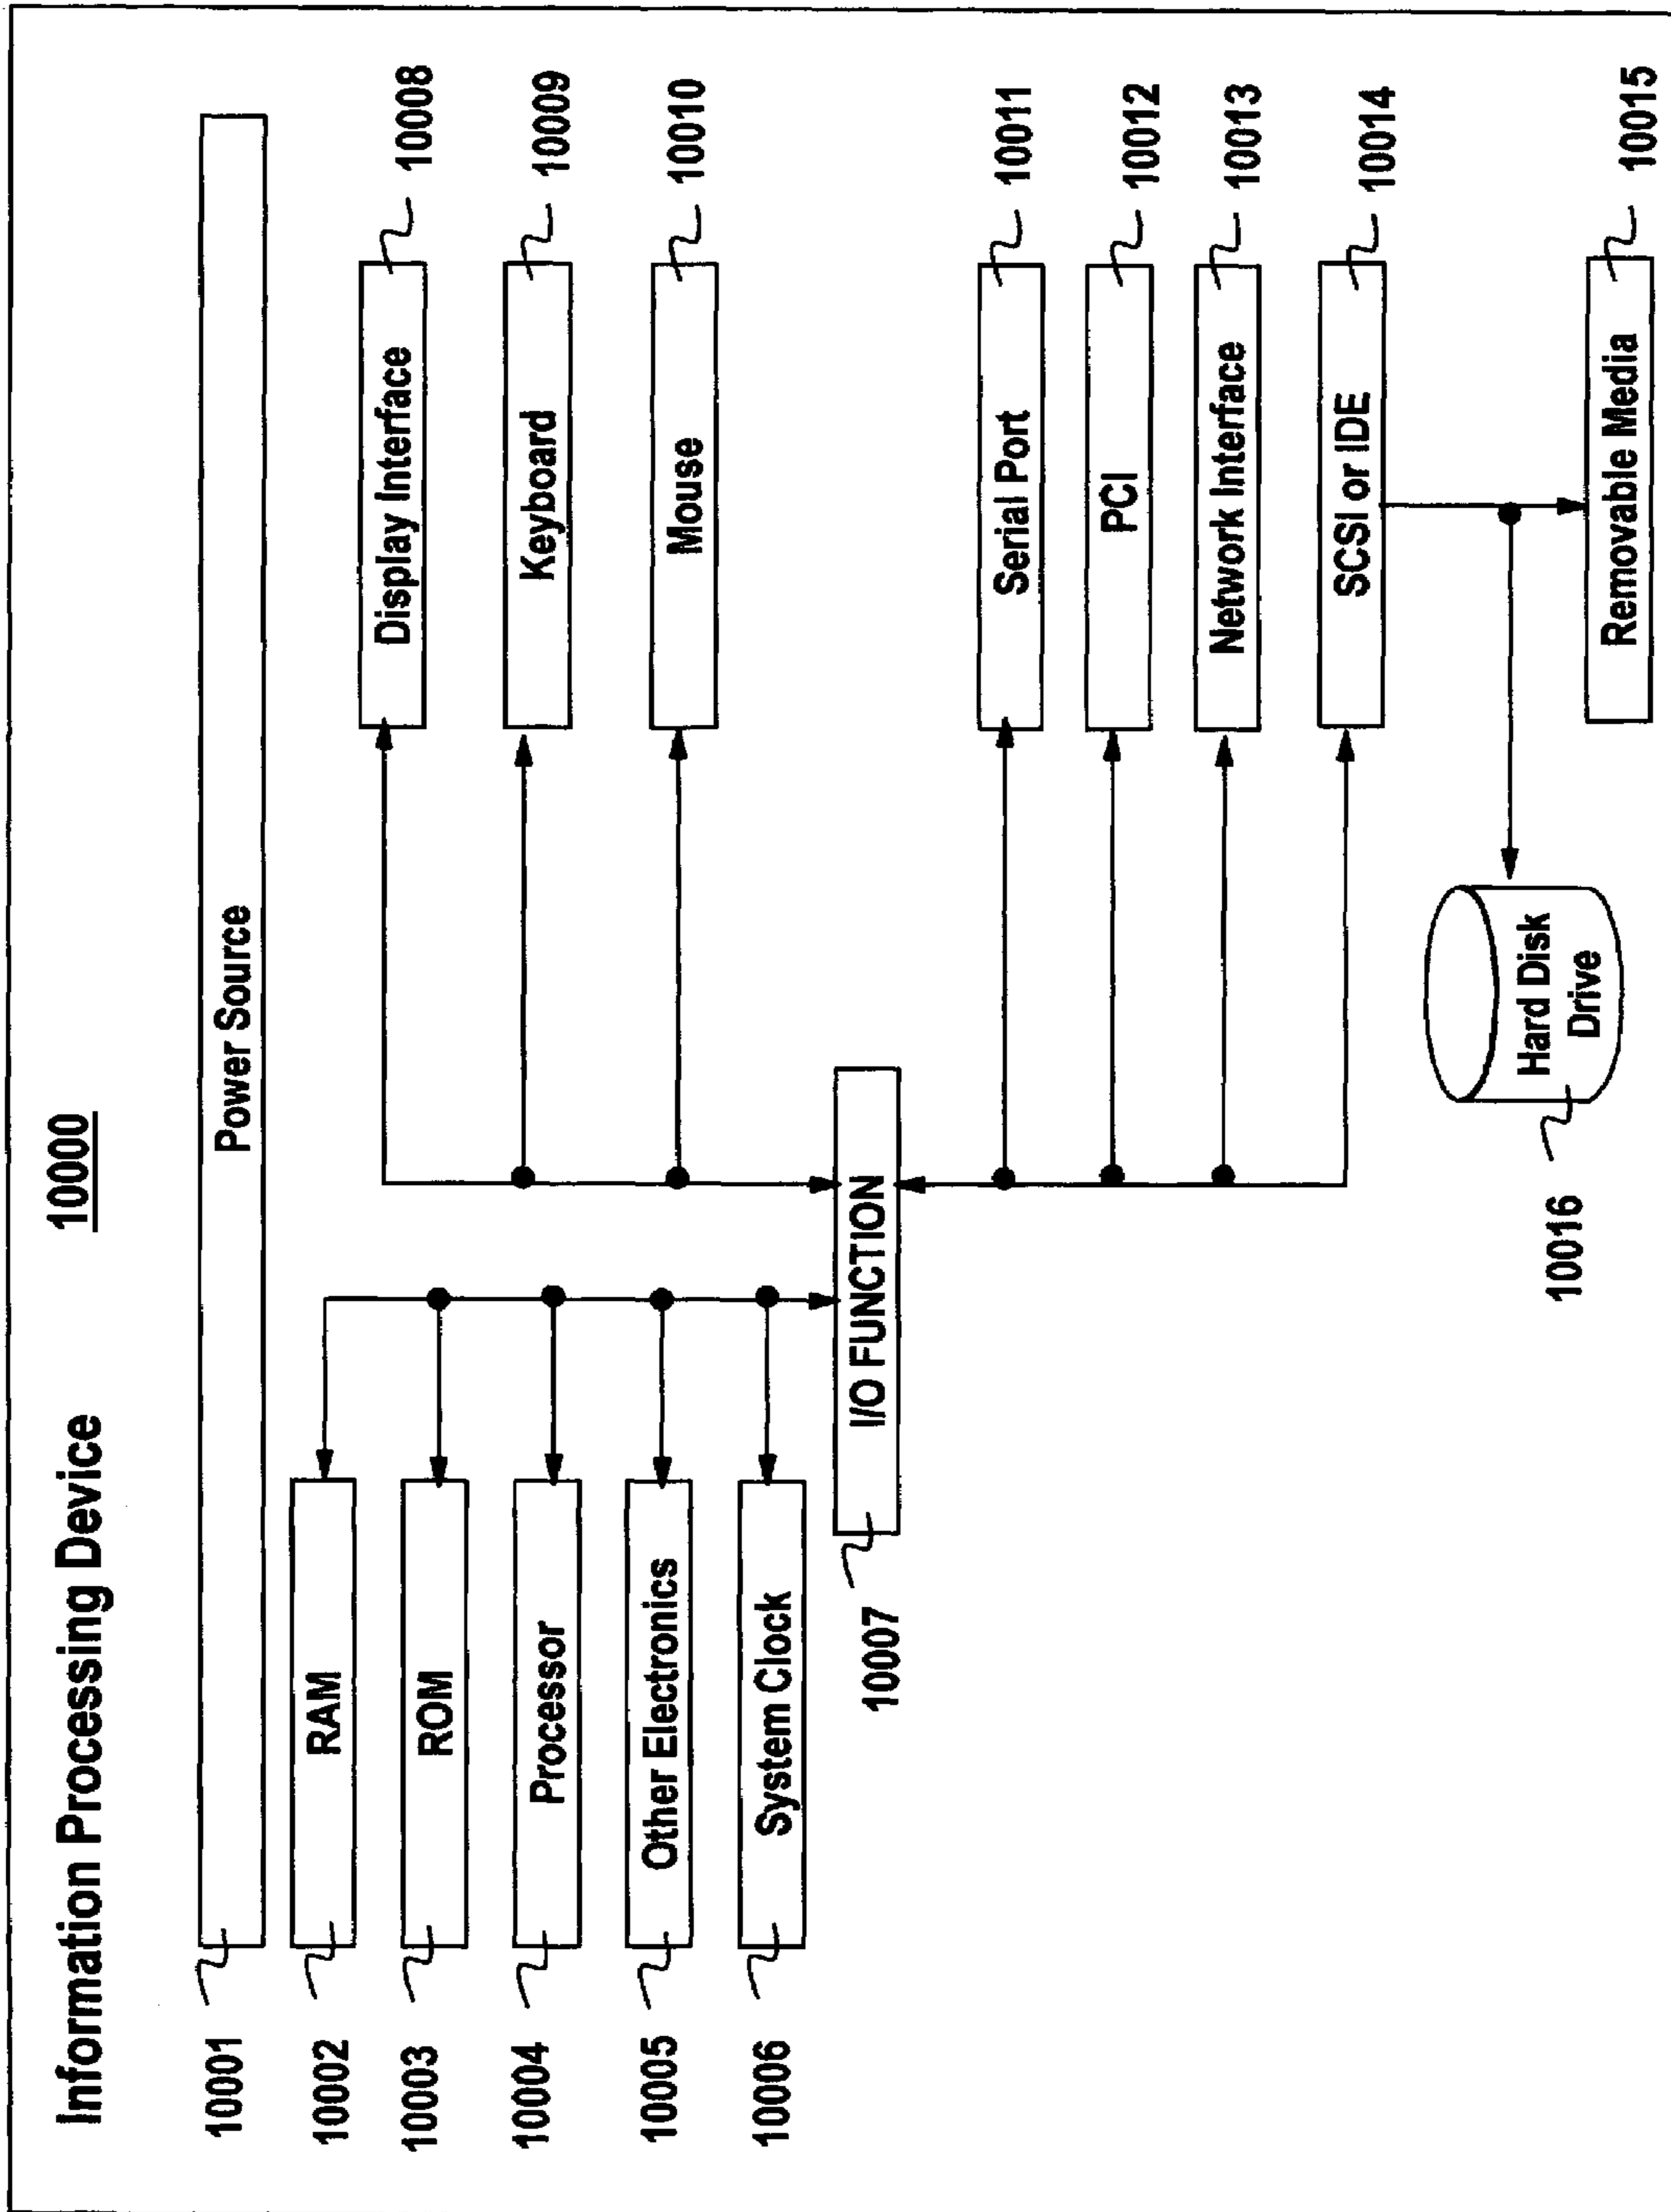 Information Processing Device
10000
10001
Power Source
10002
RAM
10003
ROM
10004
Processor
10005
Other Electronics
10006
System Clock
10007
I/O FUNCTION
Display Interface
10008
Keyboard
10009
Mouse
10010
Serial Port
10011
PCI
10012
Network Interface
10013
SCSI or IDE
10014
Removable Media
10015
Hard Disk
Drive
10016